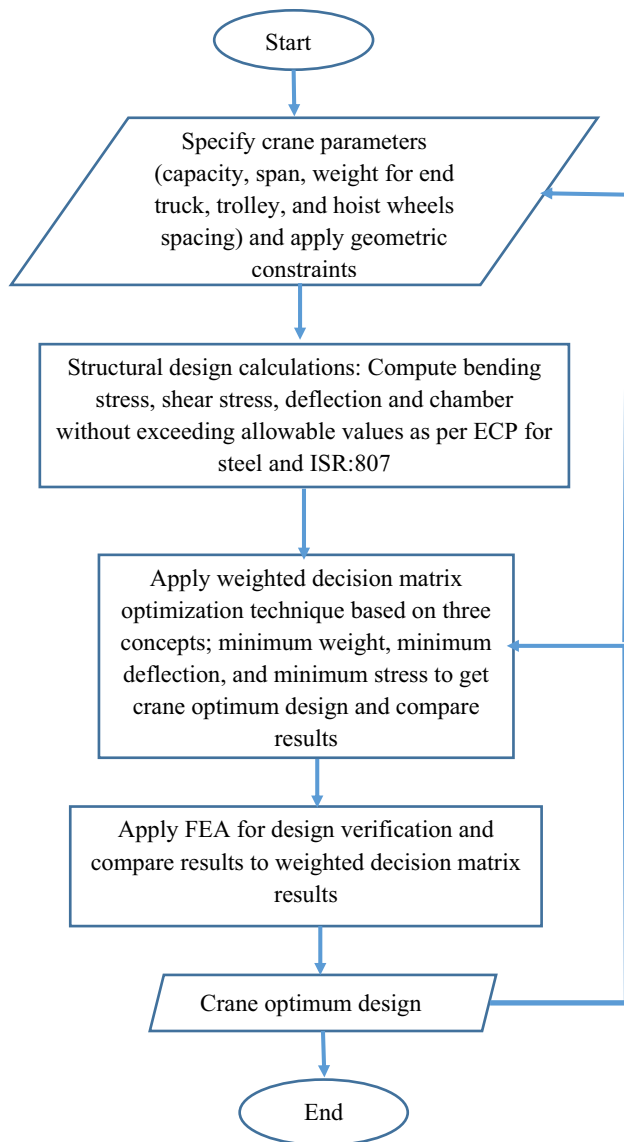 Start
Specify crane parameters
(capacity, span, weight for end
truck, trolley, and hoist wheels
spacing) and apply geometric
constraints
Structural design calculations: Compute bending
stress, shear stress, deflection and chamber
without exceeding allowable values as per ECP for
steel and ISR:807
Apply weighted decision matrix
optimization technique based on three
concepts; minimum weight, minimum
deflection, and minimum stress to get
crane optimum design and compare
results
Apply FEA for design verification and
compare results to weighted decision matrix
results
Crane optimum design
End